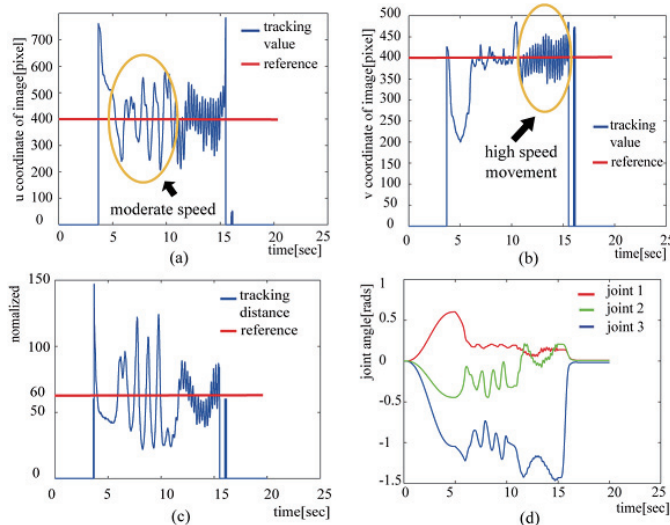 700
600
500
400
300
200
100
0
u coordinate of image[pixel]
tracking
value
reference
moderate speed
0 5 10 15 20 25
(a) time[sec]
500
450
400
350
300
250
200
150
100
50
0
v coordinate of image[pixel]
tracking
value
reference
high speed
movement
0 5 10 15 20 25
(b) time[sec]
150
100
60
50
0
nomalized
tracking
distance
reference
0 5 10 15 20 25
(c) time[sec]
1
0.5
0
-0.5
-1
-1.5
joint angle[rads]
joint 1
joint 2
joint 3
0 5 10 15 20 25
(d) time[sec]